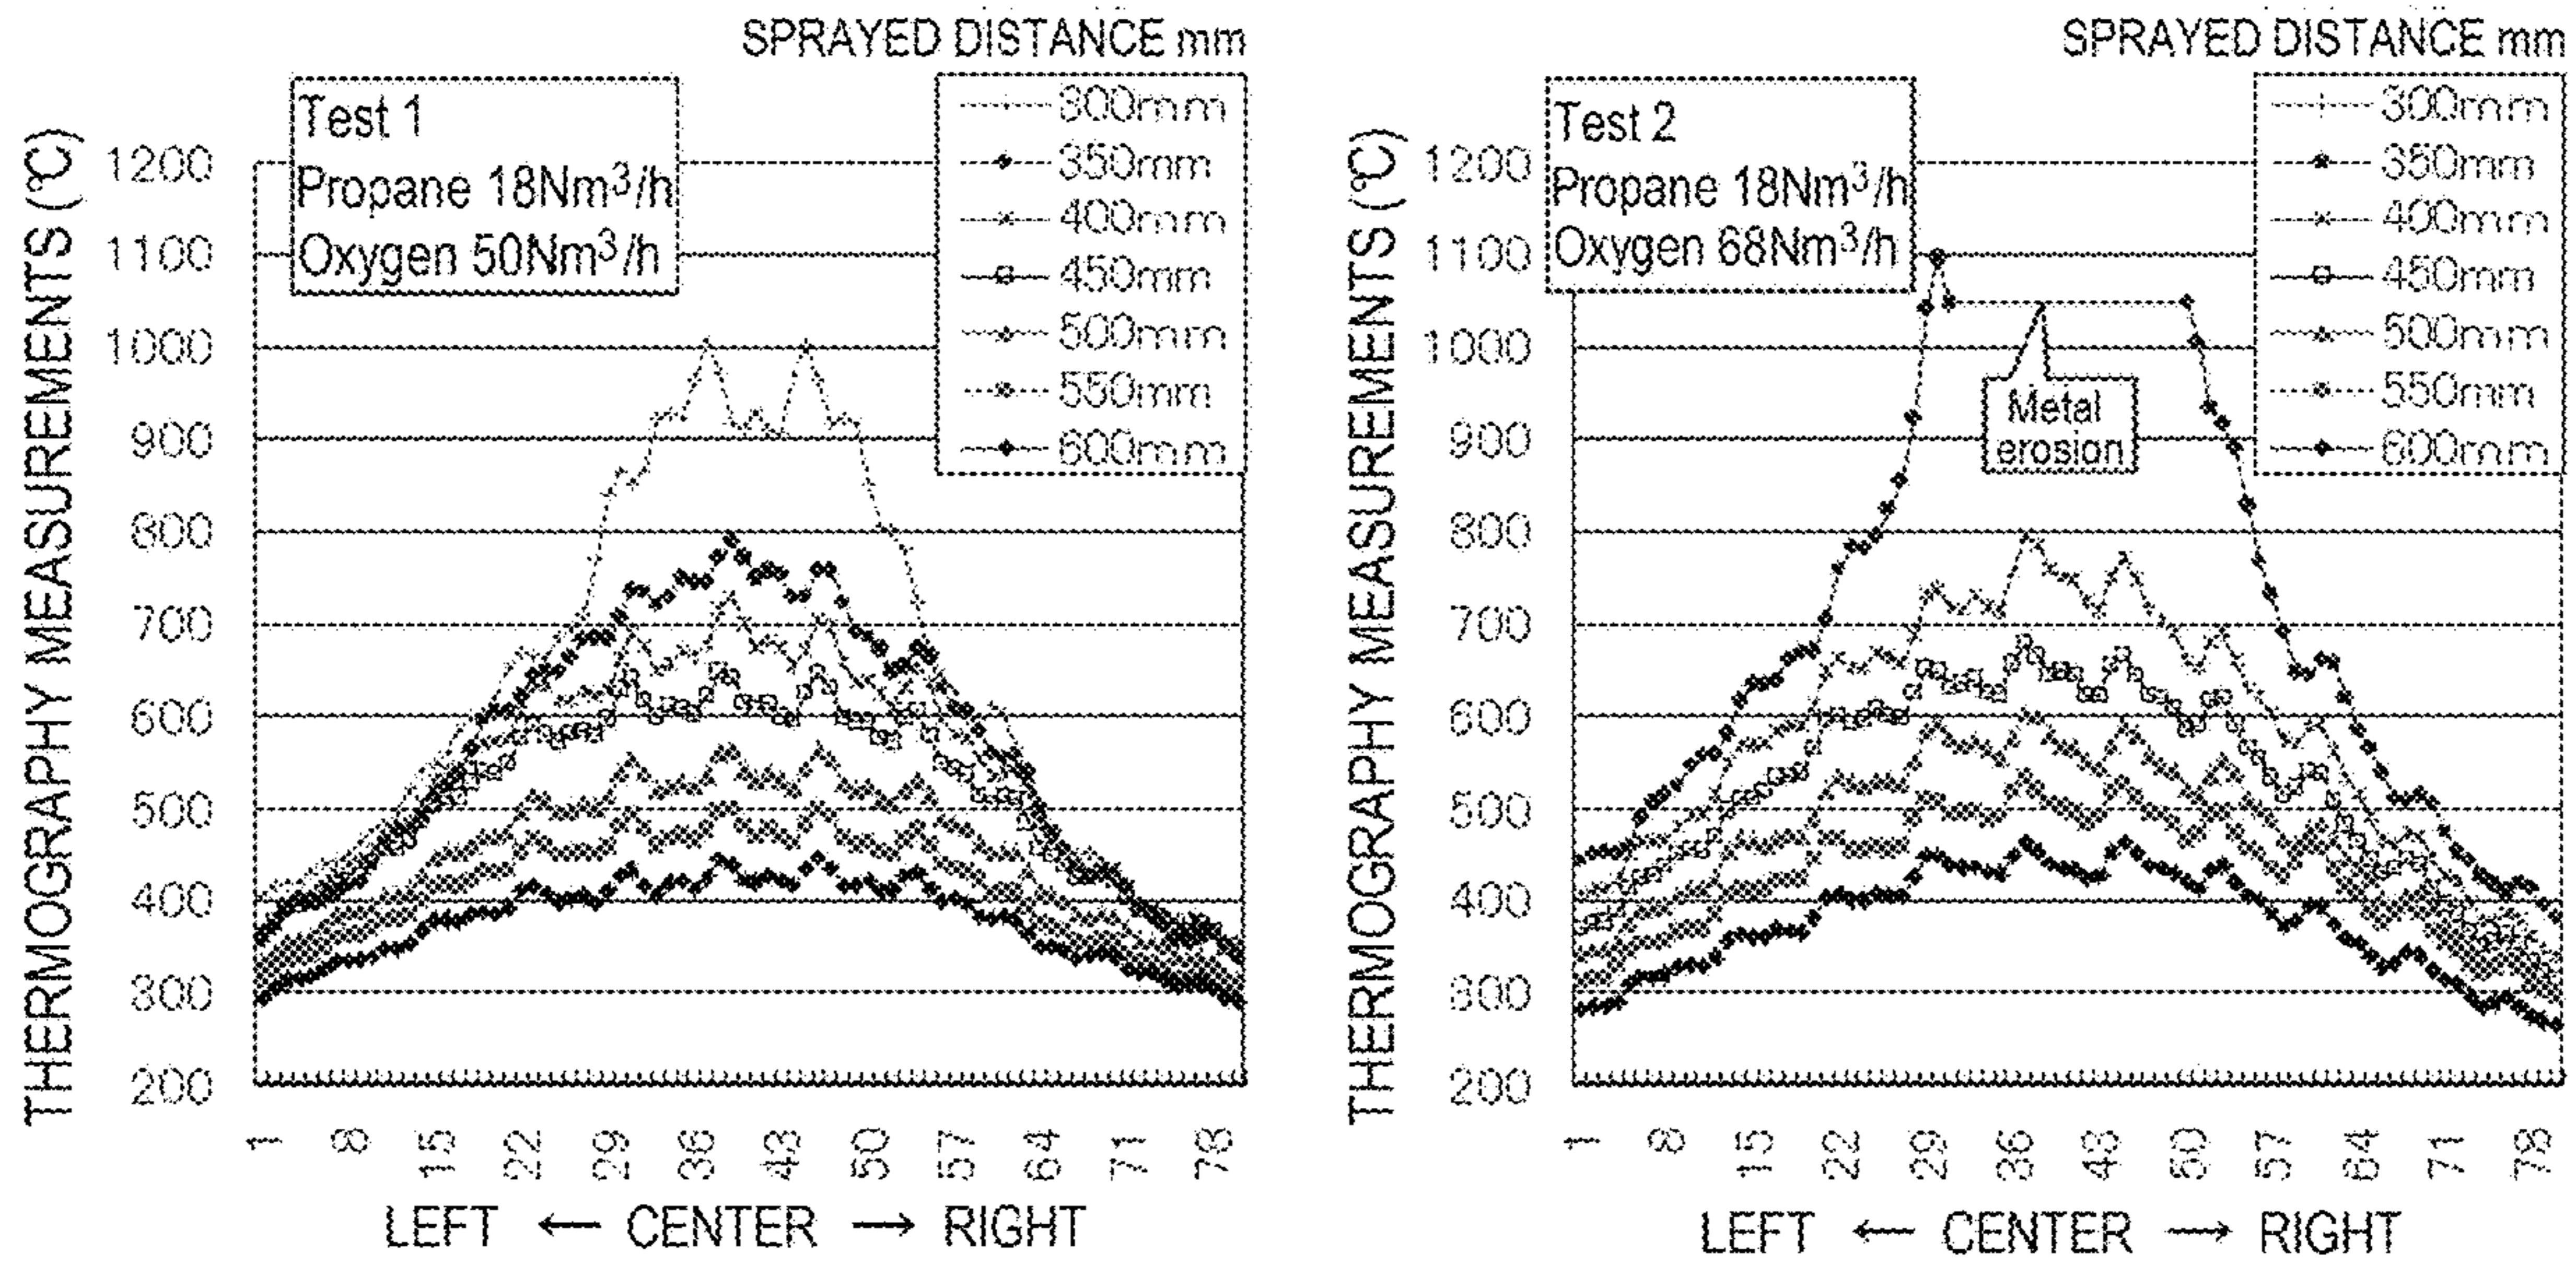 SPRAYED DISTANCE mm
Test 1
Propane 18Nm³/h
Oxygen 50Nm³/h
300mm
350mm
400mm
450mm
500mm
550mm
600mm
THERMOGRAPHY MEASUREMENTS (℃)
1200
1100
1000
900
800
700
600
500
400
300
200
1 8 15 22 29 36 43 50 57 64 71 78
LEFT ← CENTER → RIGHT
SPRAYED DISTANCE mm
Test 2
Propane 18Nm³/h
Oxygen 68Nm³/h
300mm
350mm
400mm
450mm
500mm
550mm
600mm
Metal
erosion
THERMOGRAPHY MEASUREMENTS (℃)
1200
1100
1000
900
800
700
600
500
400
300
200
1 8 15 22 29 36 43 50 57 64 71 78
LEFT ← CENTER → RIGHT